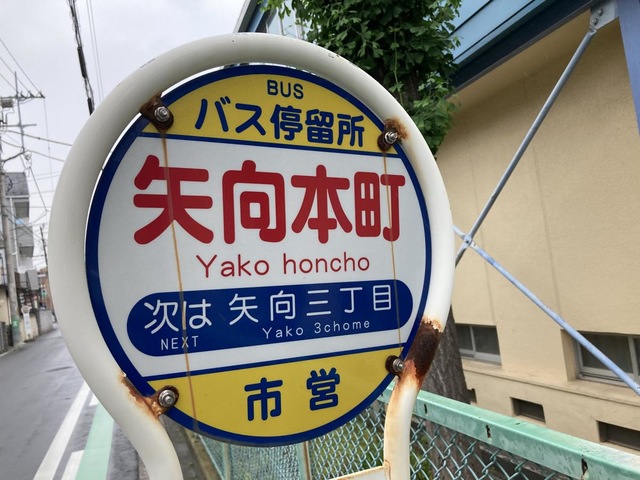 BUS
バス停留所
矢向本町
Yako honcho
次は 矢向三丁目
NEXT Yako 3chome
市営